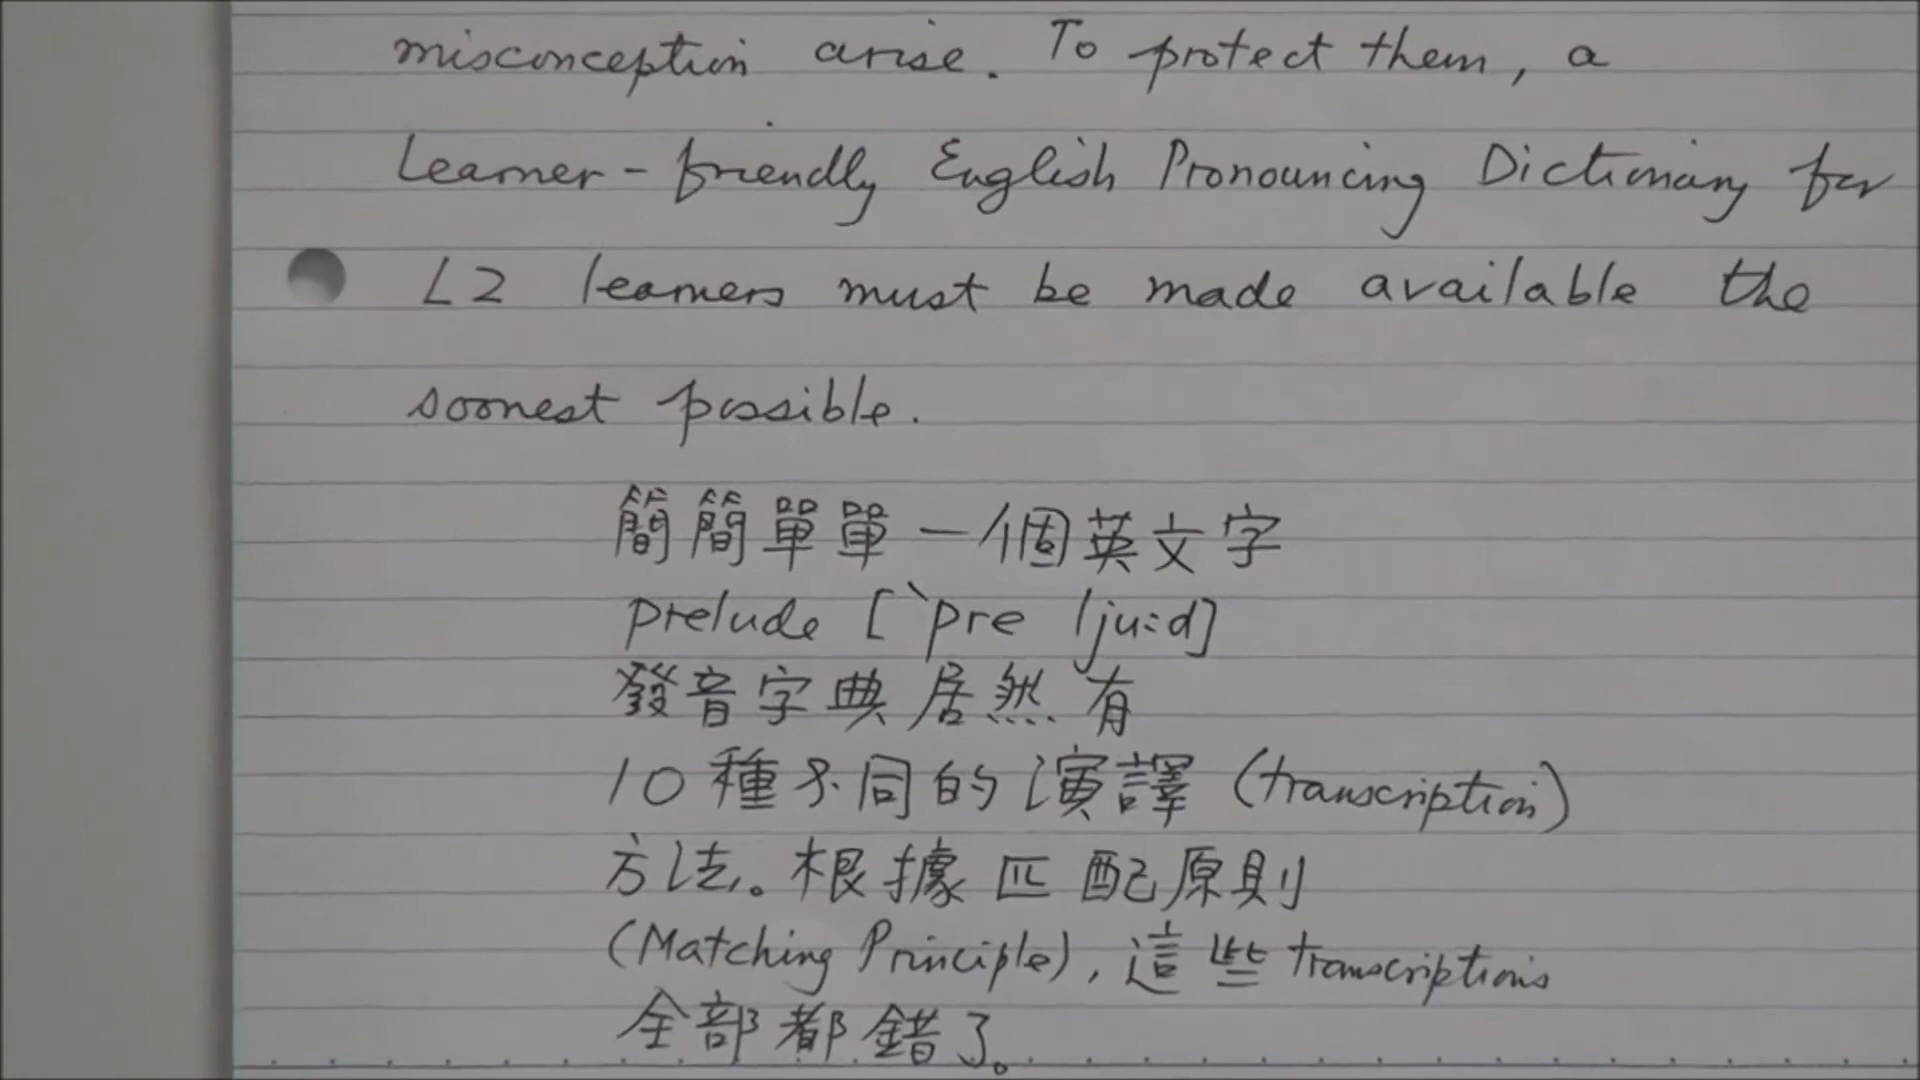 misconception arise. To protect them, a
Learner-friendly English Pronouncing Dictionary for
L2 learners must be made available the
soonest possible.
簡簡單單一個英文字
prelude [`pre lju:d]
發音字典居然有
10種不同的演譯 (transcription)
方法。根據匹配原則
(Matching Principle), 這些 transcriptions
全部都錯了。